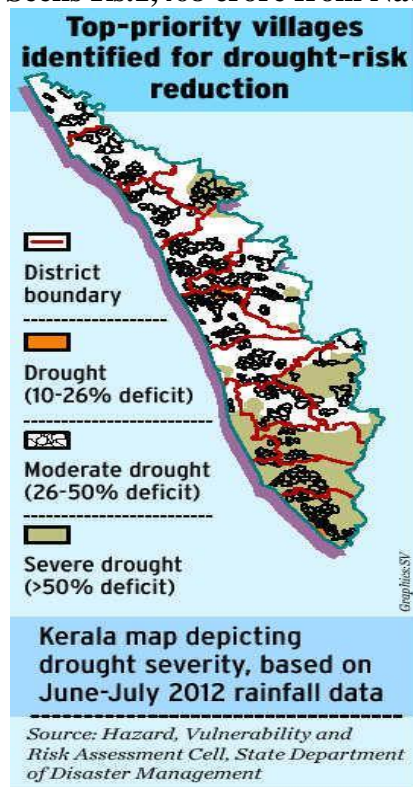 Top-priority villages
identified for drought-risk
reduction
District
boundary
Drought
(10-26% deficit)
Moderate drought
(26-50% deficit)
Severe drought
(>50% deficit)
Graphics:SV
Kerala map depicting
drought severity, based on
June-July 2012 rainfall data
Source: Hazard, Vulnerability and
Risk Assessment Cell, State Department
of Disaster Management